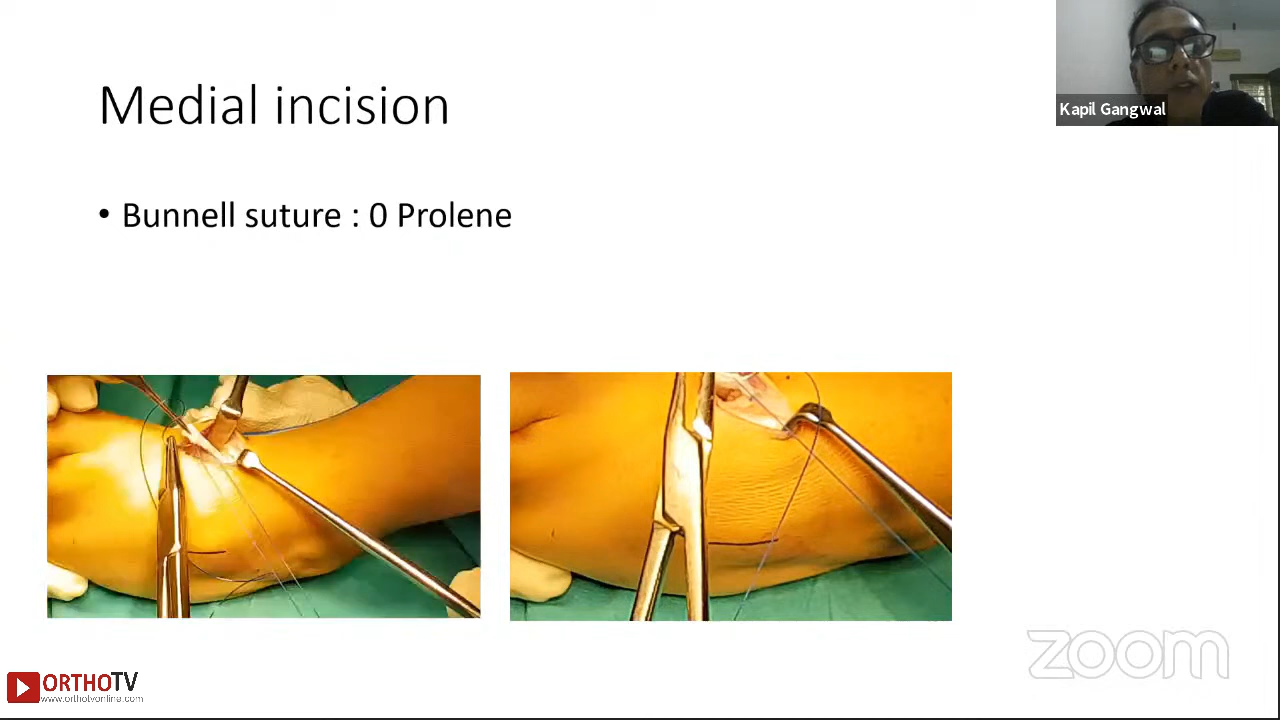 Medial incision
Kapil Gangwal
• Bunnell suture : 0 Prolene
zoom
ORTHOTV
www.orthotvonline.com